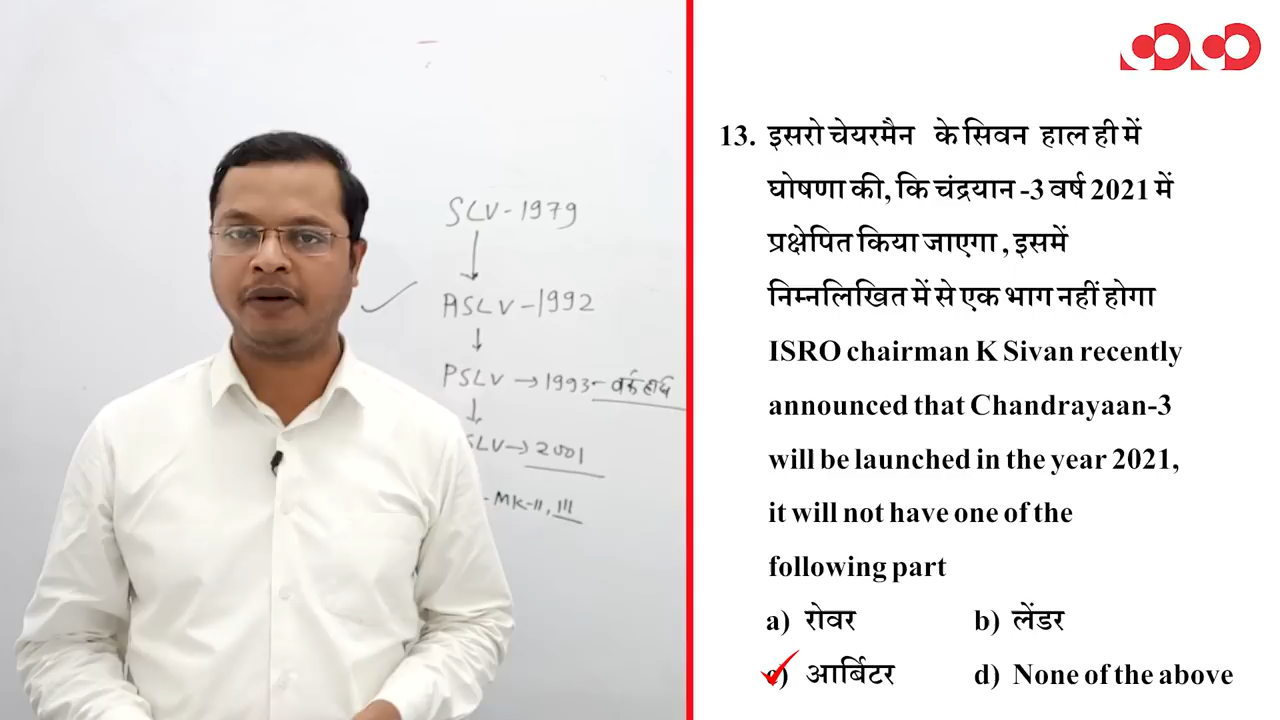 SLV - 1979
ASLV - 1992
PSLV → 1993 -
SLV → 2001
- MK-II, III
13. इसरो चेयरमैन के सिवन हाल ही में
घोषणा की, कि चंद्रयान -3 वर्ष 2021 में
प्रक्षेपित किया जाएगा , इसमें
निम्नलिखित में से एक भाग नहीं होगा
ISRO chairman K Sivan recently
announced that Chandrayaan-3
will be launched in the year 2021,
it will not have one of the
following part
a) रोवर b) लेंडर
c) आर्बिटर d) None of the above